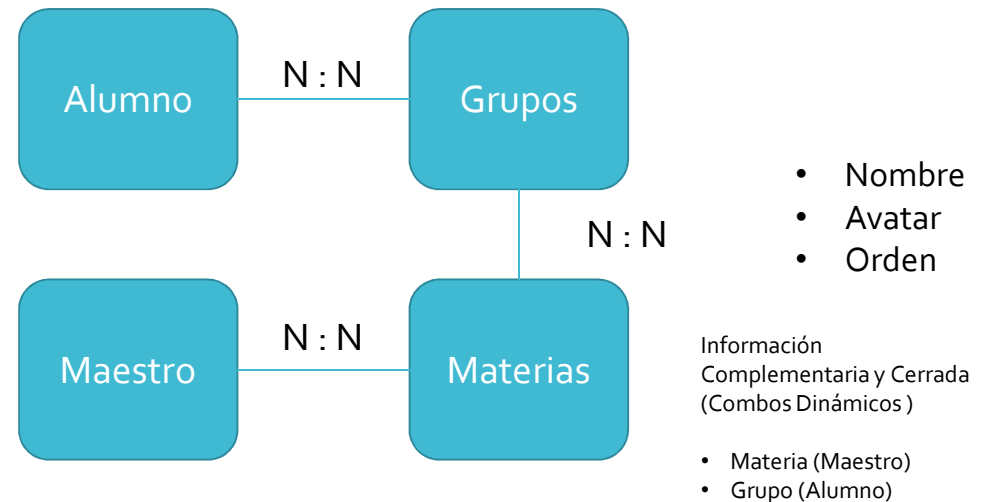 Alumno
N : N
Grupos
N : N
Maestro
N : N
Materias
• Nombre
• Avatar
• Orden
Información
Complementaria y Cerrada
(Combos Dinámicos )
• Materia (Maestro)
• Grupo (Alumno)